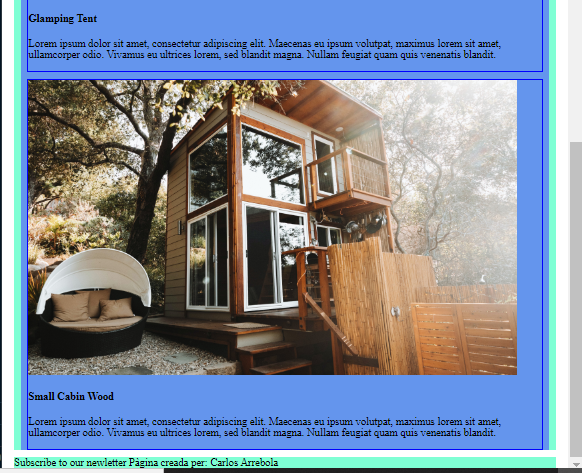 Glamping Tent
Lorem ipsum dolor sit amet, consectetur adipiscing elit. Maecenas eu ipsum volutpat, maximus lorem sit amet,
ullamcorper odio. Vivamus eu ultrices lorem, sed blandit magna. Nullam feugiat quam quis venenatis blandit.
Small Cabin Wood
Lorem ipsum dolor sit amet, consectetur adipiscing elit. Maecenas eu ipsum volutpat, maximus lorem sit amet,
ullamcorper odio. Vivamus eu ultrices lorem, sed blandit magna. Nullam feugiat quam quis venenatis blandit.
Subscribe to our newletter Página creada per: Carlos Arrebola